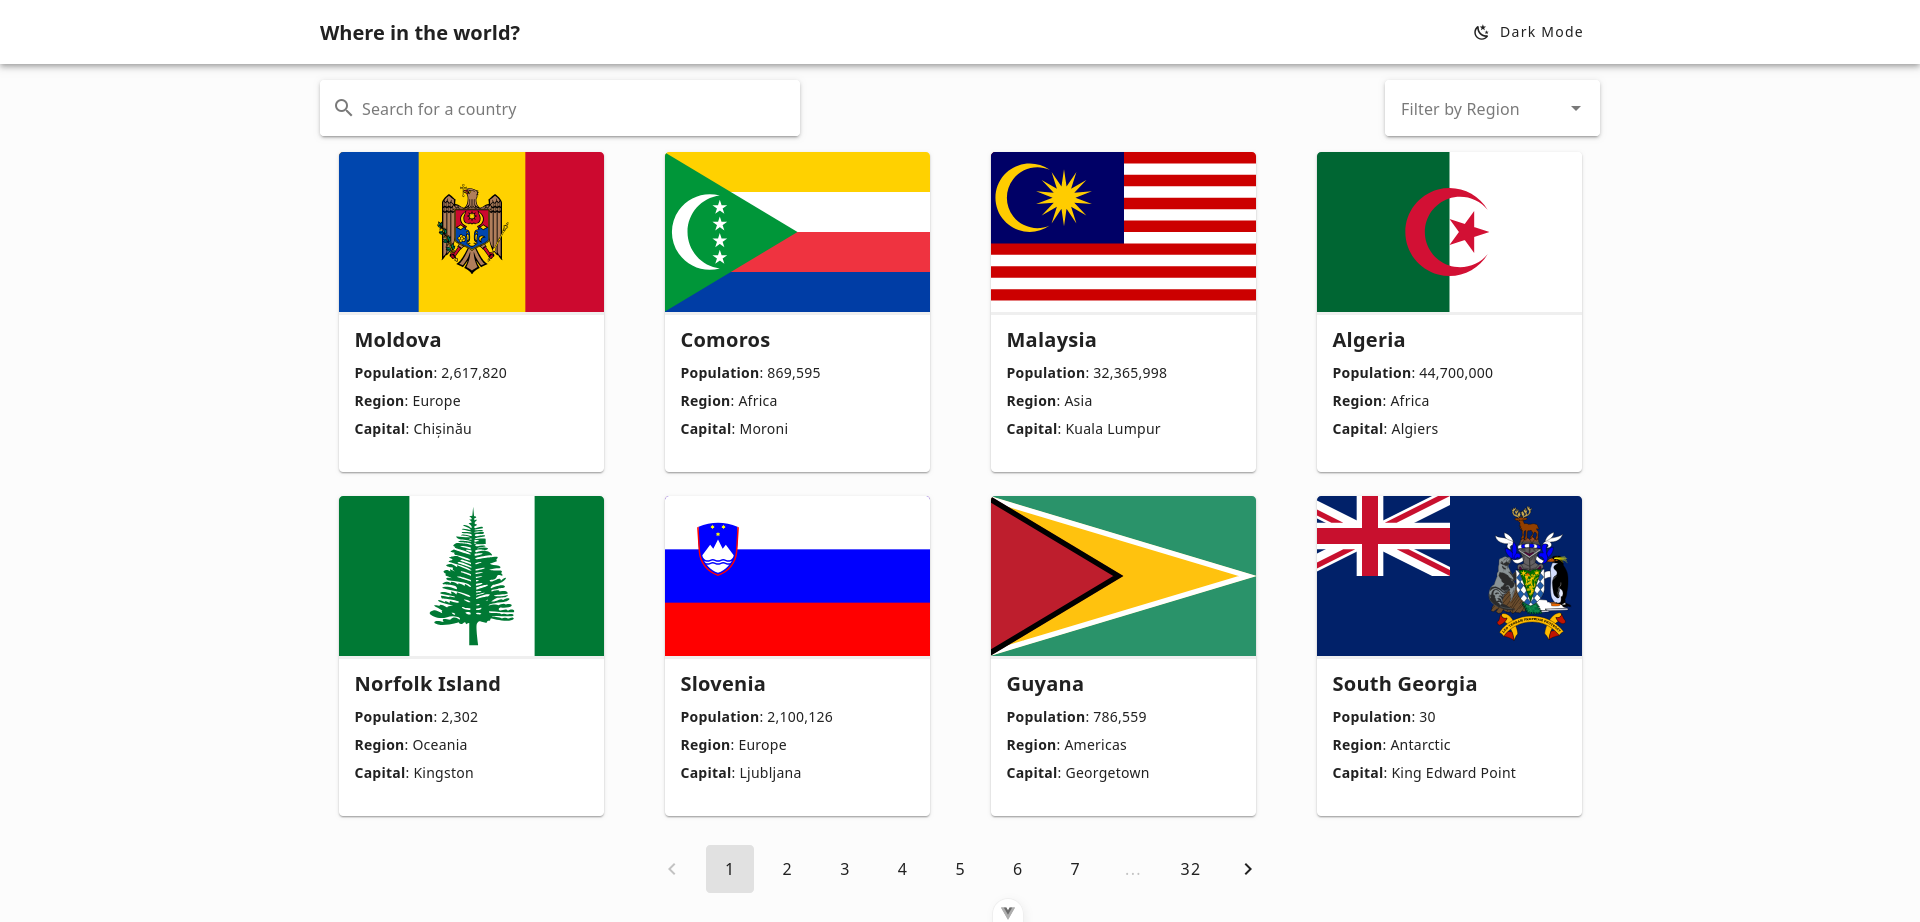 Where in the world?
Dark Mode
Search for a country
Filter by Region
Moldova
Population: 2,617,820
Region: Europe
Capital: Chișinău
Comoros
Population: 869,595
Region: Africa
Capital: Moroni
Malaysia
Population: 32,365,998
Region: Asia
Capital: Kuala Lumpur
Algeria
Population: 44,700,000
Region: Africa
Capital: Algiers
Norfolk Island
Population: 2,302
Region: Oceania
Capital: Kingston
Slovenia
Population: 2,100,126
Region: Europe
Capital: Ljubljana
Guyana
Population: 786,559
Region: Americas
Capital: Georgetown
South Georgia
Population: 30
Region: Antarctic
Capital: King Edward Point
1 2 3 4 5 6 7 ... 32